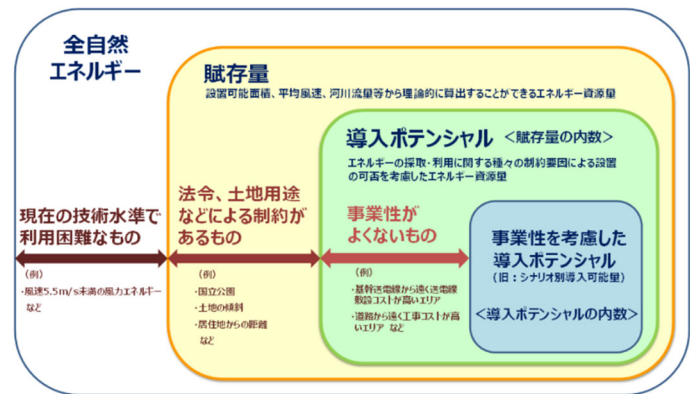 全自然
エネルギー
賦存量
設置可能面積、平均風速、河川流量等から理論的に算出することができるエネルギー資源量
導入ポテンシャル <賦存量の内数>
エネルギーの採取・利用に関する種々の制約要因による設置
の可否を考慮したエネルギー資源量
現在の技術水準で
利用困難なもの
(例)
・風速5.5m/s未満の風力エネルギー
など
法令、土地用途
などによる制約が
あるもの
(例)
・国立公園
・土地の傾斜
・居住地からの距離
など
事業性が
よくないもの
(例)
・基幹送電線から遠く送電線
敷設コストが高いエリア
・道路から遠く工事コストが高
いエリア など
事業性を考慮した
導入ポテンシャル
(旧:シナリオ別導入可能量)
<導入ポテンシャルの内数>